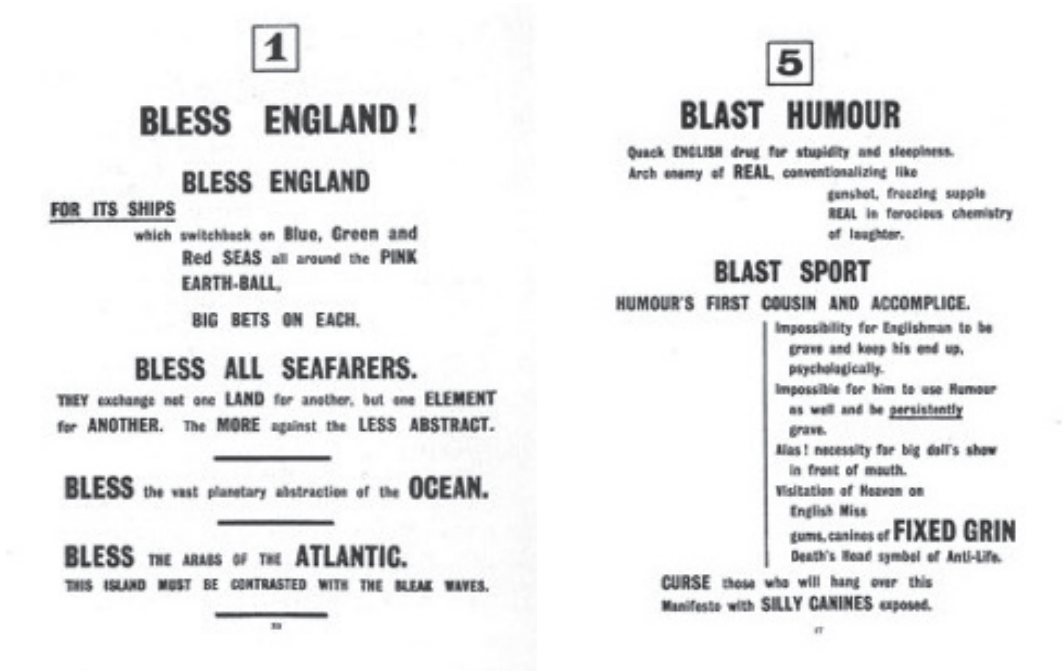 1
BLESS ENGLAND!
BLESS ENGLAND
FOR ITS SHIPS
which switchback on Blue, Green and
Red SEAS all around the PINK
EARTH-BALL,
BIG BETS ON EACH.
BLESS ALL SEAFARERS.
THEY exchange not one LAND for another, but one ELEMENT
for ANOTHER. The MORE against the LESS ABSTRACT.
BLESS the vast planetary abstraction of the OCEAN.
BLESS THE ARABS OF THE ATLANTIC.
THIS ISLAND MUST BE CONTRASTED WITH THE BLEAK WAVES.
5
BLAST HUMOUR
Quack ENGLISH drug for stupidity and sleepiness.
Arch enemy of REAL, conventionalizing like
gunshot, freezing supple
REAL in ferocious chemistry
of laughter.
BLAST SPORT
HUMOUR'S FIRST COUSIN AND ACCOMPLICE.
Impossibility for Englishman to be
grave and keep his end up,
psychologically.
Impossible for him to use Humour
as well and be persistently
grave.
Alas! necessity for big doll's show
in front of mouth.
Visitation of Heaven on
English Miss
gums, canines of FIXED GRIN
Death's Head symbol of Anti-Life.
CURSE those who will hang over this
Manifesto with SILLY CANINES exposed.
17